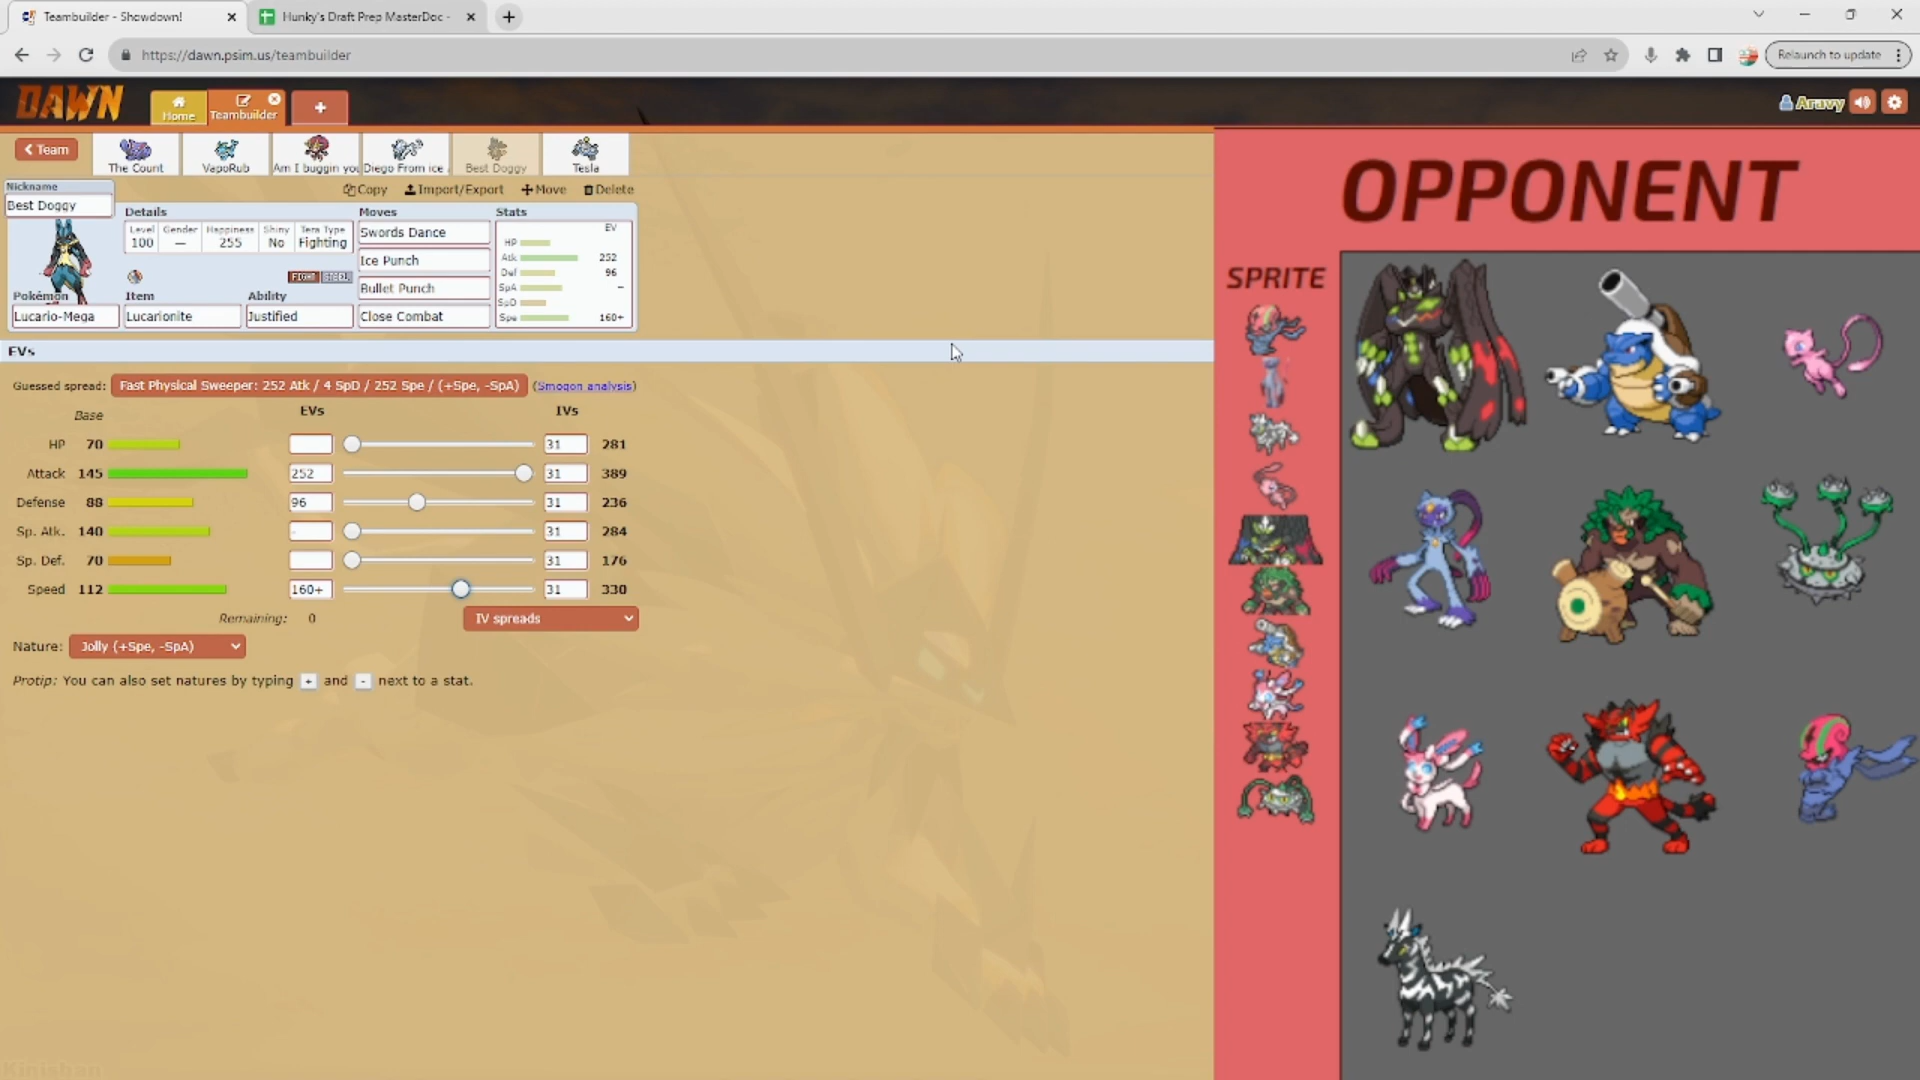 Teambuilder - Showdown!
Hunky's Draft Prep MasterDoc -
https://dawn.psim.us/teambuilder
Relaunch to update
DAWN
Home
Teambuilder
+
Aravy
Team
The Count
VapoRub
Am I buggin you
Diego From ice
Best Doggy
Tesla
Nickname
Best Doggy
Copy
Import/Export
Move
Delete
Details
Moves
Stats
Level
Gender
Happiness
Shiny
Tera Type
100
—
255
No
Fighting
FIGHT
STEEL
Pokémon
Item
Ability
Lucario-Mega
Lucarionite
Justified
Swords Dance
Ice Punch
Bullet Punch
Close Combat
EV
HP
Atk 252
Def 96
SpA -
SpD
Spe 160+
EVs
Guessed spread: Fast Physical Sweeper: 252 Atk / 4 SpD / 252 Spe / (+Spe, -SpA) (Smogon analysis)
Base EVs IVs
HP 70 31 281
Attack 145 252 31 389
Defense 88 96 31 236
Sp. Atk. 140 - 31 284
Sp. Def. 70 31 176
Speed 112 160+ 31 330
Remaining: 0
IV spreads
Nature: Jolly (+Spe, -SpA)
Protip: You can also set natures by typing + and - next to a stat.
Kinisban
OPPONENT
SPRITE